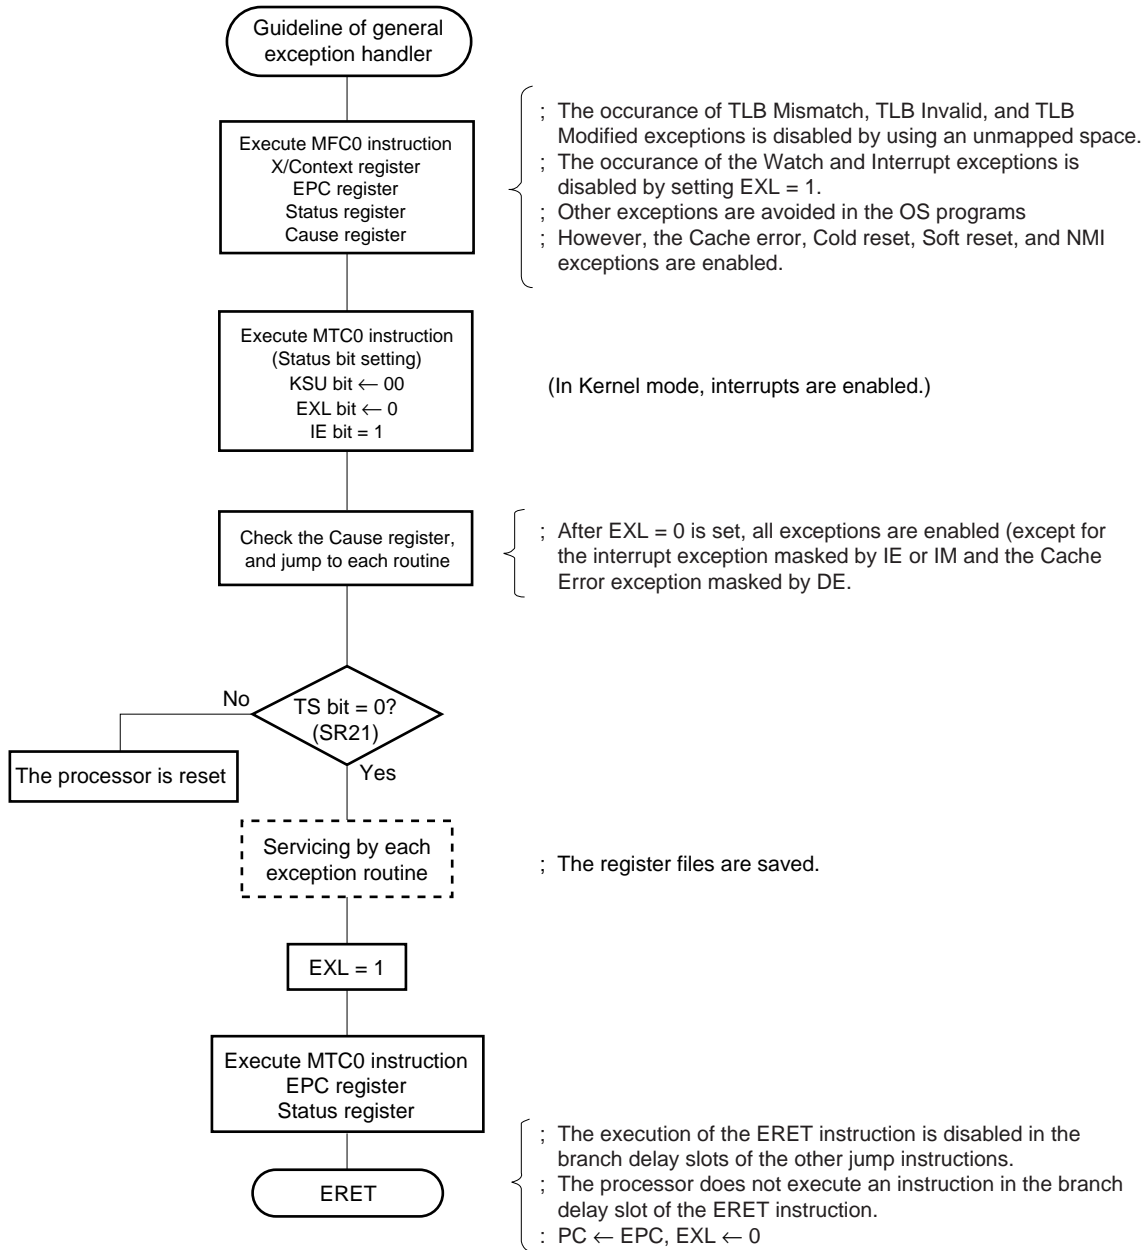 Guideline of general
exception handler
Execute MFC0 instruction
X/Context register
EPC register
Status register
Cause register
; The occurance of TLB Mismatch, TLB Invalid, and TLB
Modified exceptions is disabled by using an unmapped space.
; The occurance of the Watch and Interrupt exceptions is
disabled by setting EXL = 1.
; Other exceptions are avoided in the OS programs
; However, the Cache error, Cold reset, Soft reset, and NMI
exceptions are enabled.
Execute MTC0 instruction
(Status bit setting)
KSU bit ← 00
EXL bit ← 0
IE bit = 1
(In Kernel mode, interrupts are enabled.)
Check the Cause register,
and jump to each routine
; After EXL = 0 is set, all exceptions are enabled (except for
the interrupt exception masked by IE or IM and the Cache
Error exception masked by DE.
TS bit = 0?
(SR21)
No
The processor is reset
Yes
Servicing by each
exception routine
; The register files are saved.
EXL = 1
Execute MTC0 instruction
EPC register
Status register
ERET
; The execution of the ERET instruction is disabled in the
branch delay slots of the other jump instructions.
; The processor does not execute an instruction in the branch
delay slot of the ERET instruction.
: PC ← EPC, EXL ← 0